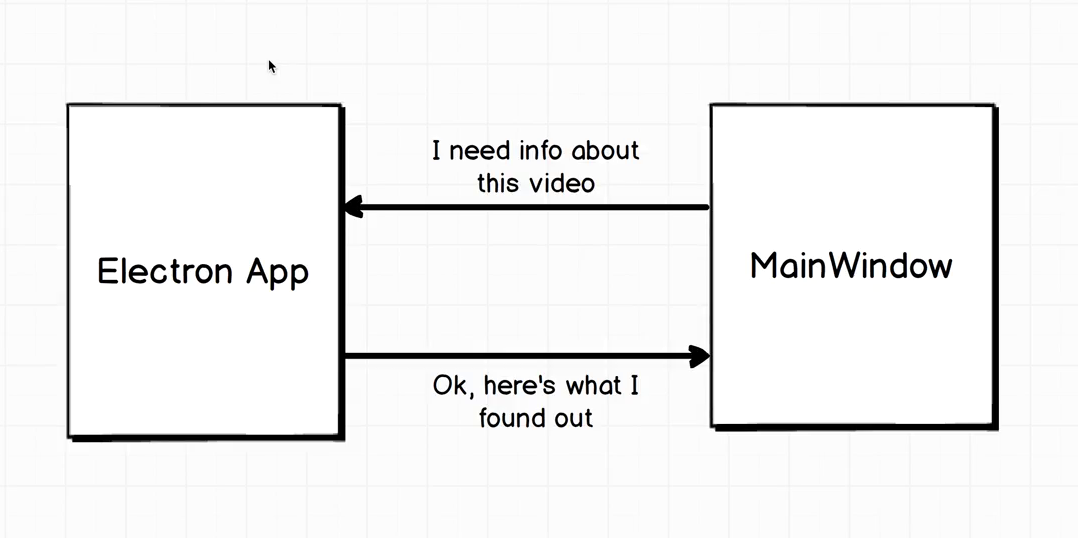 I need info about
this video
Electron App
MainWindow
Ok, here's what I
found out